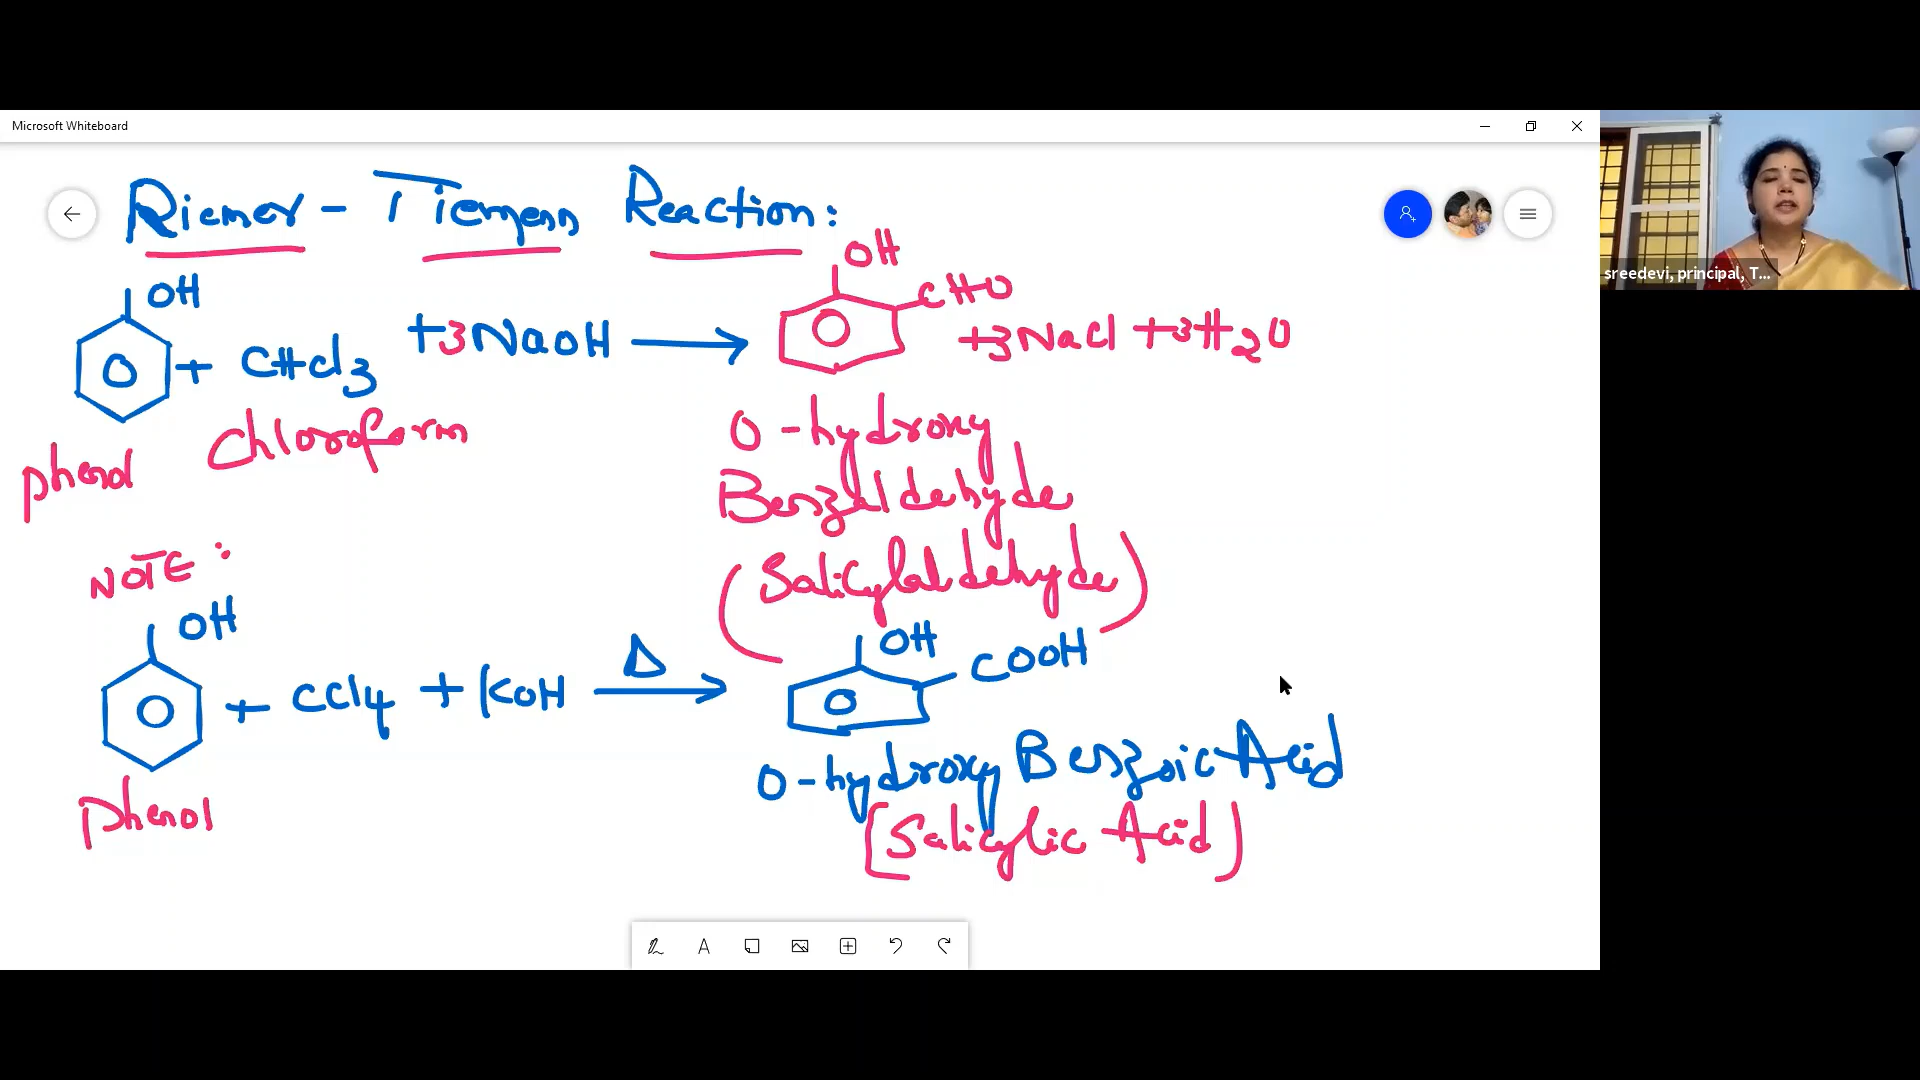 Microsoft Whiteboard
Riemer - Tiemenn Reaction:
OH
+ CHCl3 +3NaOH ⟶
OH
CHO
+3NaCl +3H2O
phenol Chloroform
O-hydroxy
Benzaldehyde
(Salicylaldehyde)
NOTE:
OH
+ CCl4 + KOH Δ ⟶
OH
COOH
phenol
O-hydroxy Benzoic Acid
[Salicylic Acid]
sreedevi, principal, T...
A